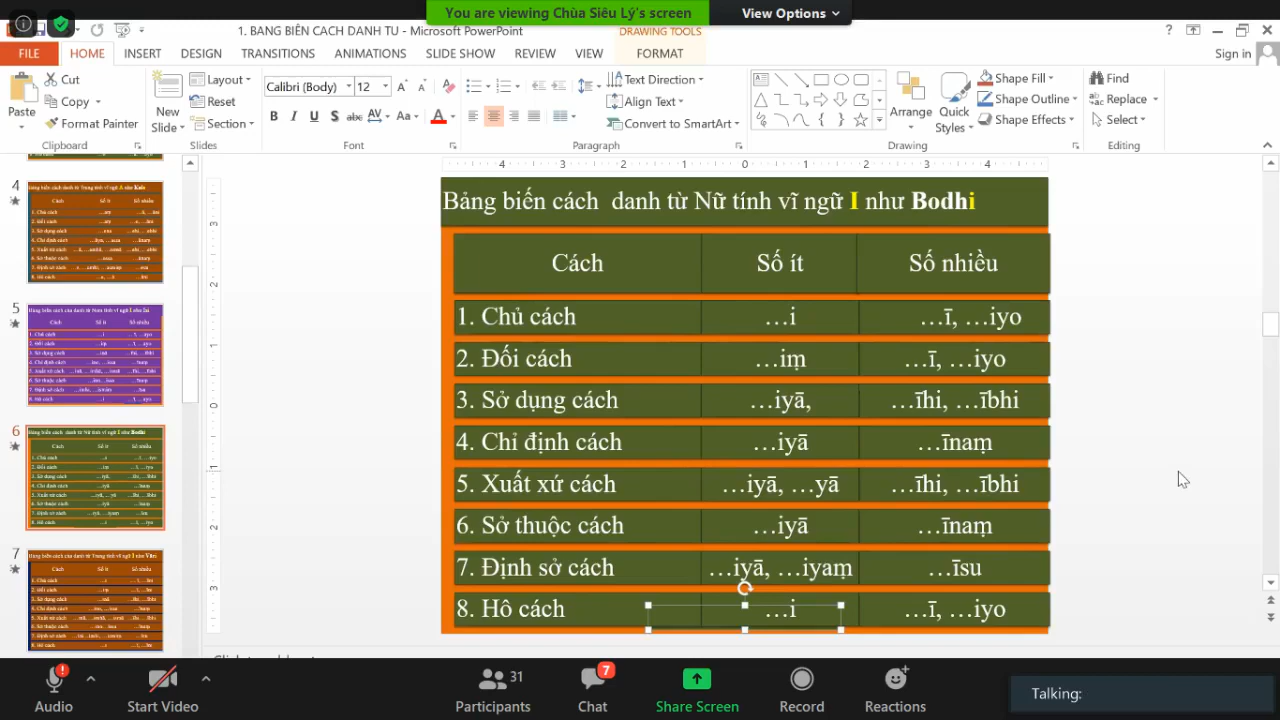 You are viewing Chùa Siêu Lý's screen
View Options
1. BANG BIÊN CACH DANH TU - Microsoft PowerPoint
DRAWING TOOLS
FILE HOME INSERT DESIGN TRANSITIONS ANIMATIONS SLIDE SHOW REVIEW VIEW FORMAT
Sign in
Paste
Cut
Copy
Format Painter
Clipboard
New Slide
Layout
Reset
Section
Slides
Calibri (Body) 12
Font
Text Direction
Align Text
Convert to SmartArt
Paragraph
Arrange
Quick Styles
Shape Fill
Shape Outline
Shape Effects
Drawing
Find
Replace
Select
Editing
4
5
6
7
Bảng biến cách danh từ Nữ tính vĩ ngữ I như Bodhi
Cách Số ít Số nhiều
1. Chủ cách …i …ī, …iyo
2. Đối cách …iṃ …ī, …iyo
3. Sở dụng cách …iyā, …īhi, …ībhi
4. Chỉ định cách …iyā …īnaṃ
5. Xuất xứ cách …iyā, …yā …īhi, …ībhi
6. Sở thuộc cách …iyā …īnaṃ
7. Định sở cách …iyā, …iyaṃ …īsu
8. Hô cách …i …ī, …iyo
Audio
Start Video
Participants 31
Chat 7
Share Screen
Record
Reactions
Talking: